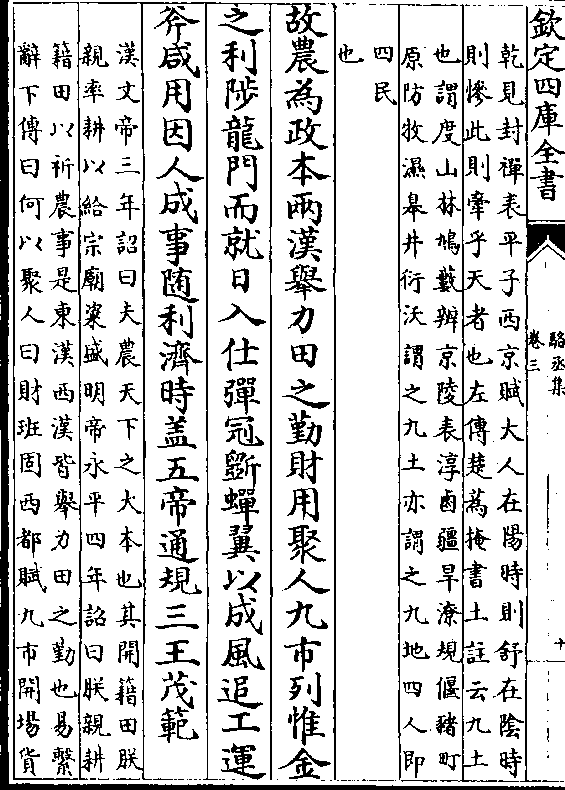 欽定四庫全書
駱丞集
卷三
十
乾見封禪表平子西京賦大人在陽時則舒在陰時
則慘此則牽乎天者也左傳楚蒍掩書土註云九土
也謂度山林鳩藪辨京陵表淳鹵疆旱潦規偃豬町
原防牧濕皋井衍沃謂之九土亦謂之九地四人即
四民
也
故農為政本兩漢舉力田之勤財用聚人九市列惟金
之利陟龍門而就日入仕彈冠斵蟬翼以成風追工運
斧咸用因人成事随利濟時盖五帝通規三王茂範
漢文帝三年詔曰夫農天下之大本也其開籍田朕
親率耕以給宗廟粢盛明帝永平四年詔曰朕親耕
籍田以祈農事是東漢西漢皆舉力田之勤也易繫
辭下傳曰何以聚人曰財班固西都賦九市開場貨